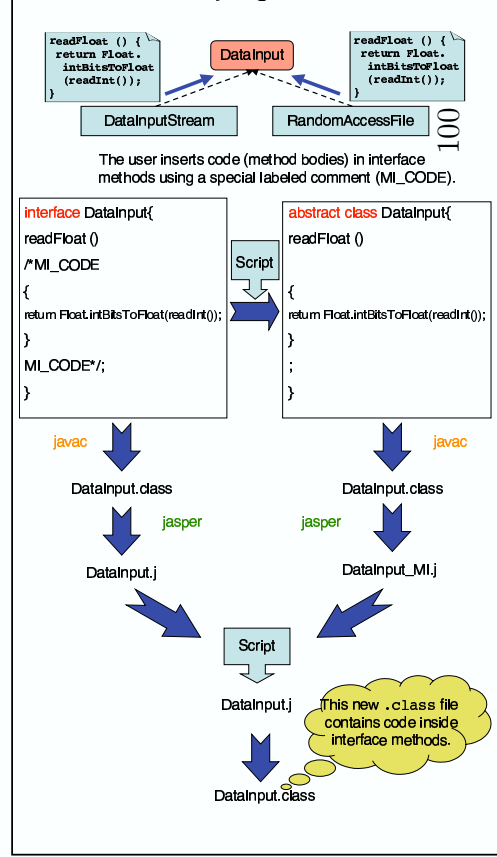 readFloat () {
return Float.
intBitsToFloat
(readInt());
}
DataInput
readFloat () {
return Float.
intBitsToFloat
(readInt());
}
DataInputStream
RandomAccessFile
100
The user inserts code (method bodies) in interface
methods using a special labeled comment (MI_CODE).
interface DataInput{
readFloat ()
/*MI_CODE
{
return Float.intBitsToFloat(readInt());
}
MI_CODE*/;
}
Script
abstract class DataInput{
readFloat ()
{
return Float.intBitsToFloat(readInt());
}
;
}
javac
javac
DataInput.class
DataInput.class
jasper
jasper
DataInput.j
DataInput_MI.j
Script
DataInput.j
This new .class file
contains code inside
interface methods.
DataInput.class